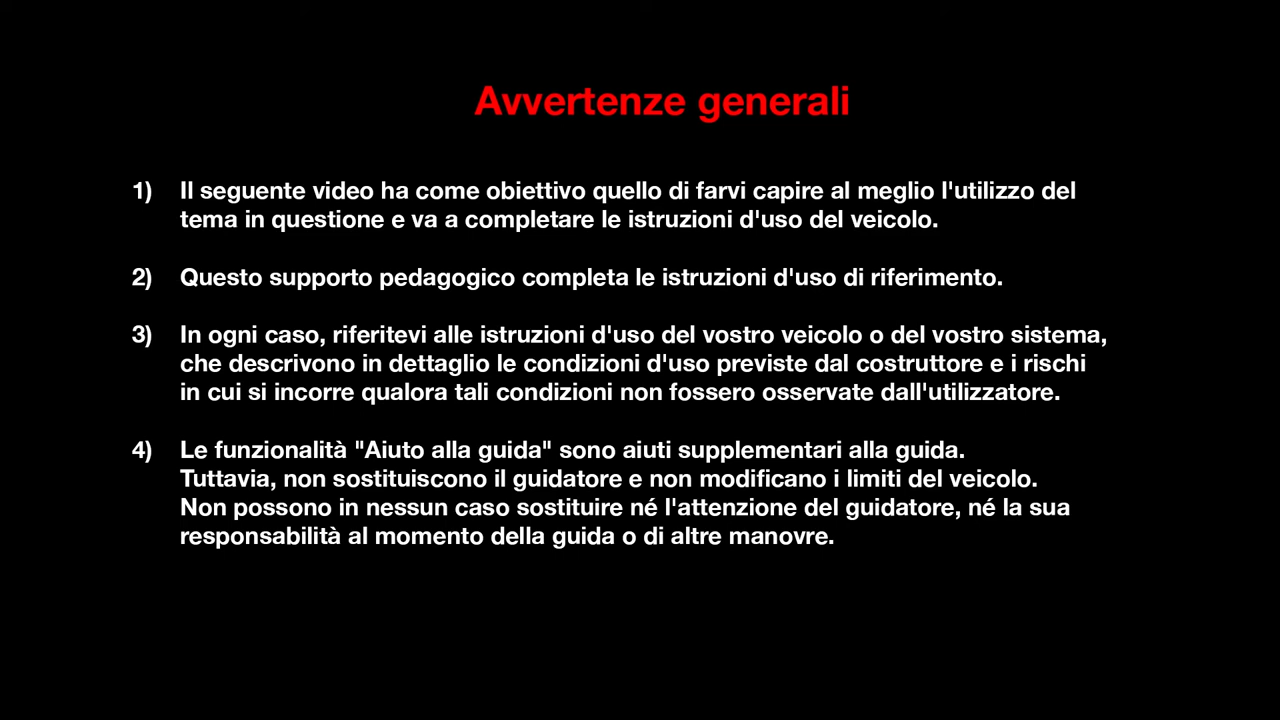 Avvertenze generali
1) Il seguente video ha come obiettivo quello di farvi capire al meglio l'utilizzo del
tema in questione e va a completare le istruzioni d'uso del veicolo.
2) Questo supporto pedagogico completa le istruzioni d'uso di riferimento.
3) In ogni caso, riferitevi alle istruzioni d'uso del vostro veicolo o del vostro sistema,
che descrivono in dettaglio le condizioni d'uso previste dal costruttore e i rischi
in cui si incorre qualora tali condizioni non fossero osservate dall'utilizzatore.
4) Le funzionalità "Aiuto alla guida" sono aiuti supplementari alla guida.
Tuttavia, non sostituiscono il guidatore e non modificano i limiti del veicolo.
Non possono in nessun caso sostituire né l'attenzione del guidatore, né la sua
responsabilità al momento della guida o di altre manovre.